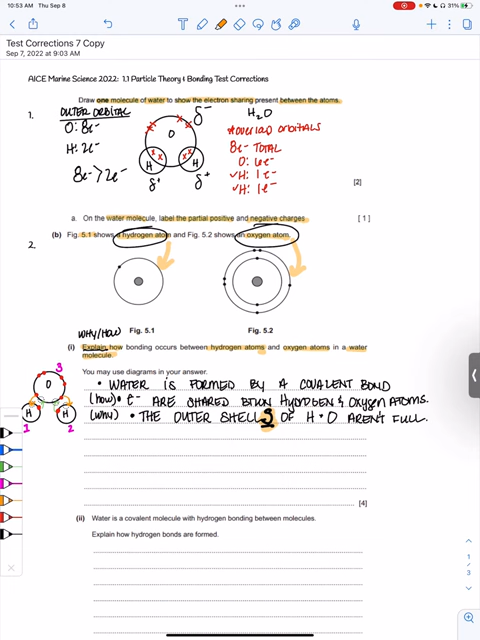 10:53 AM Thu Sep 8
31%
Test Corrections 7 Copy
Sep 7, 2022 at 9:03 AM
AICE Marine Science 2022: 1.1 Particle Theory & Bonding Test Corrections
Draw one molecule of water to show the electron sharing present between the atoms.
1.
OUTER ORBITAL
O: 8e-
H: 2e-
8e- > 2e-
δ-
O
H
H
δ+
δ+
H2O
8e- TOTAL
O: 6e-
✓H: 1e-
✓H: 1e-
[2]
a. On the water molecule, label the partial positive and negative charges
[ 1 ]
(b) Fig. 5.1 shows a hydrogen atom and Fig. 5.2 shows an oxygen atom.
2.
WHY/HOW
Fig. 5.1
Fig. 5.2
(i) Explain how bonding occurs between hydrogen atoms and oxygen atoms in a water
molecule.
You may use diagrams in your answer.
3
O
H
H
1
2
• WATER IS FORMED BY A COVALENT BOND
(how) • e- ARE SHARED BTWN HYDROGEN & OXYGEN ATOMS.
(why) • THE OUTER SHELLS OF H + O AREN'T FULL.
[4]
(ii) Water is a covalent molecule with hydrogen bonding between molecules.
Explain how hydrogen bonds are formed.
1
/
3